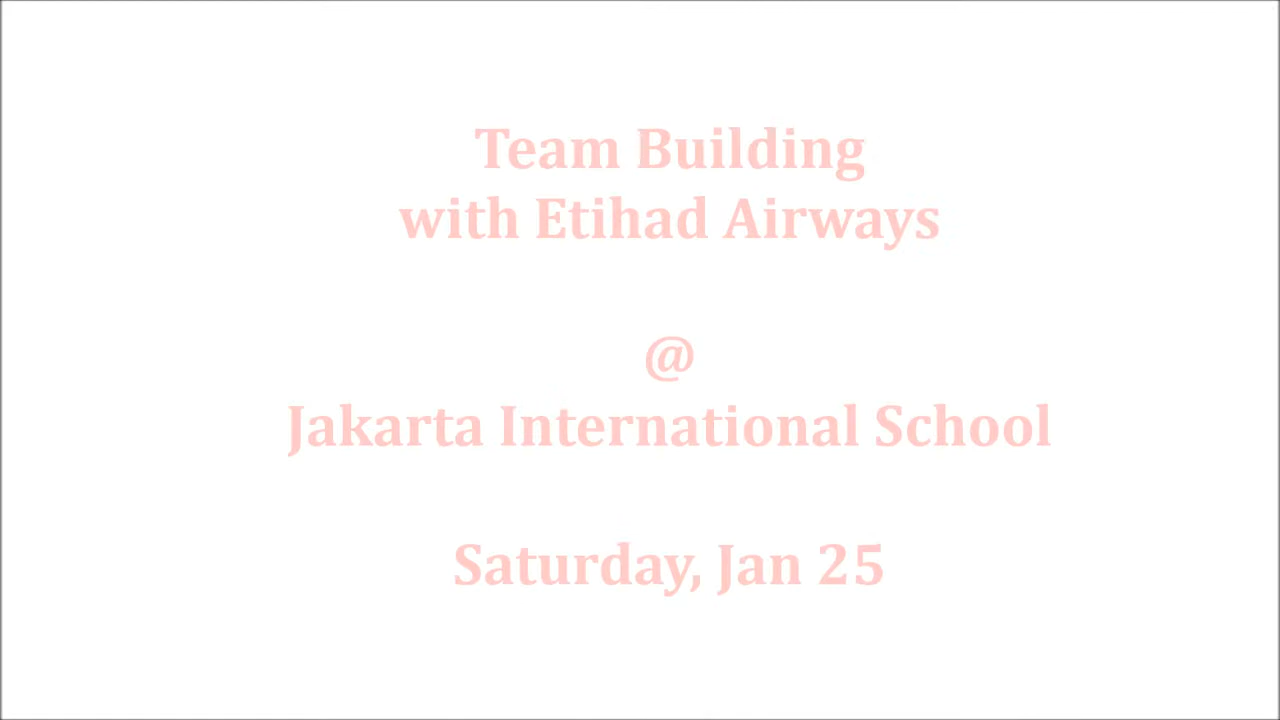 Team Building
with Etihad Airways
@
Jakarta International School
Saturday, Jan 25